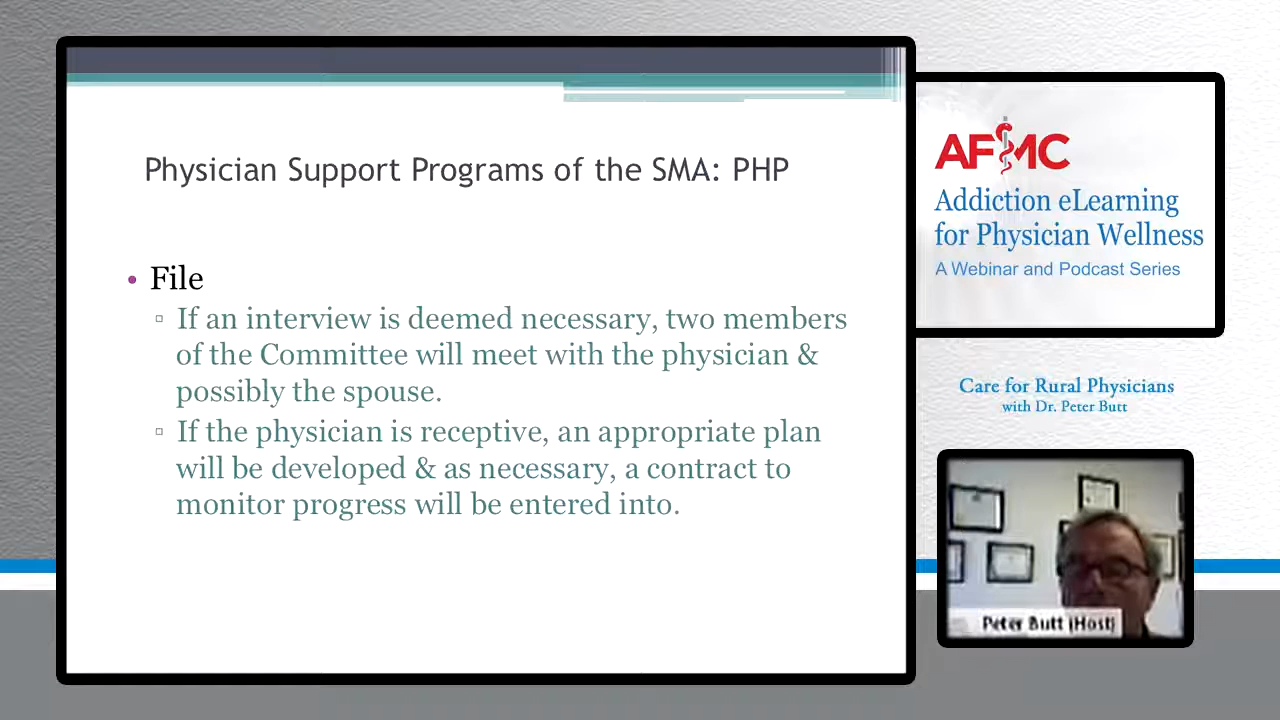 Physician Support Programs of the SMA: PHP
• File
▫ If an interview is deemed necessary, two members
of the Committee will meet with the physician &
possibly the spouse.
▫ If the physician is receptive, an appropriate plan
will be developed & as necessary, a contract to
monitor progress will be entered into.
AFMC
Addiction eLearning
for Physician Wellness
A Webinar and Podcast Series
Care for Rural Physicians
with Dr. Peter Butt
Peter Butt (Host)